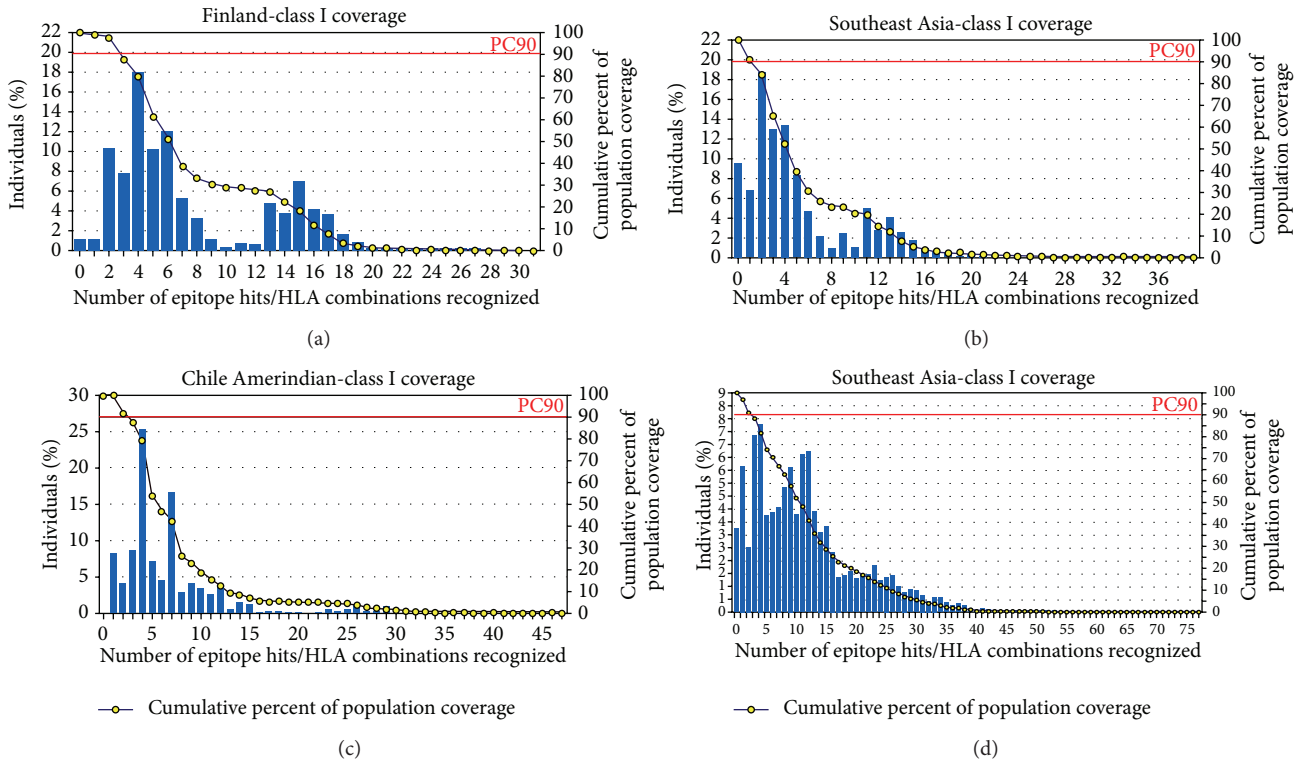 Finland-class I coverage
22
20
18
16
14
12
10
8
6
4
2
0
Individuals (%)
PC90
100
90
80
70
60
50
40
30
20
10
0
Cumulative percent of
population coverage
0 2 4 6 8 10 12 14 16 18 20 22 24 26 28 30
Number of epitope hits/HLA combinations recognized
(a)
Southeast Asia-class I coverage
22
20
18
16
14
12
10
8
6
4
2
0
Individuals (%)
PC90
100
90
80
70
60
50
40
30
20
10
0
Cumulative percent of
population coverage
0 4 8 12 16 20 24 28 32 36
Number of epitope hits/HLA combinations recognized
(b)
Chile Amerindian-class I coverage
30
25
20
15
10
5
0
Individuals (%)
PC90
100
90
80
70
60
50
40
30
20
10
0
Cumulative percent of
population coverage
0 5 10 15 20 25 30 35 40 45
Number of epitope hits/HLA combinations recognized
Cumulative percent of population coverage
(c)
Southeast Asia-class I coverage
9
8
8
7
7
6
6
5
5
4
4
3
3
2
2
1
1
0
Individuals (%)
PC90
100
90
80
70
60
50
40
30
20
10
0
Cumulative percent of
population coverage
0 5 10 15 20 25 30 35 40 45 50 55 60 65 70 75
Number of epitope hits/HLA combinations recognized
Cumulative percent of population coverage
(d)